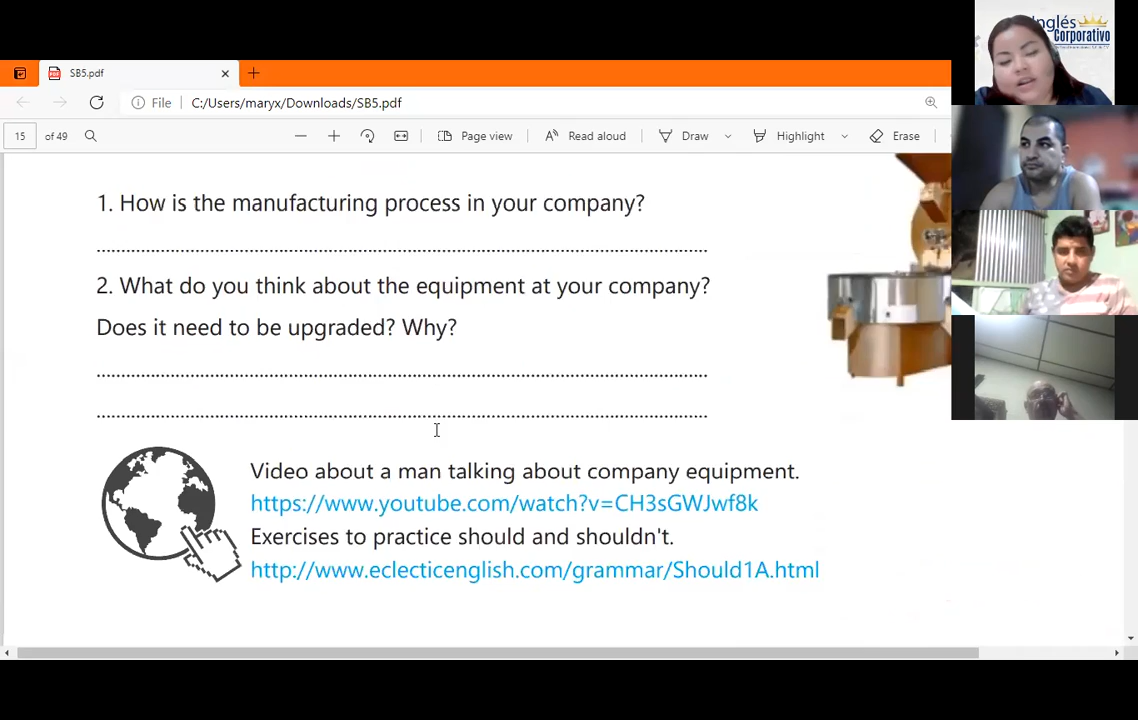 Inglés
Corporativo
SB5.pdf
File C:/Users/maryx/Downloads/SB5.pdf
15 of 49 Page view Read aloud Draw Highlight Erase
1. How is the manufacturing process in your company?
2. What do you think about the equipment at your company?
Does it need to be upgraded? Why?
Video about a man talking about company equipment.
https://www.youtube.com/watch?v=CH3sGWJwf8k
Exercises to practice should and shouldn't.
http://www.eclecticenglish.com/grammar/Should1A.html